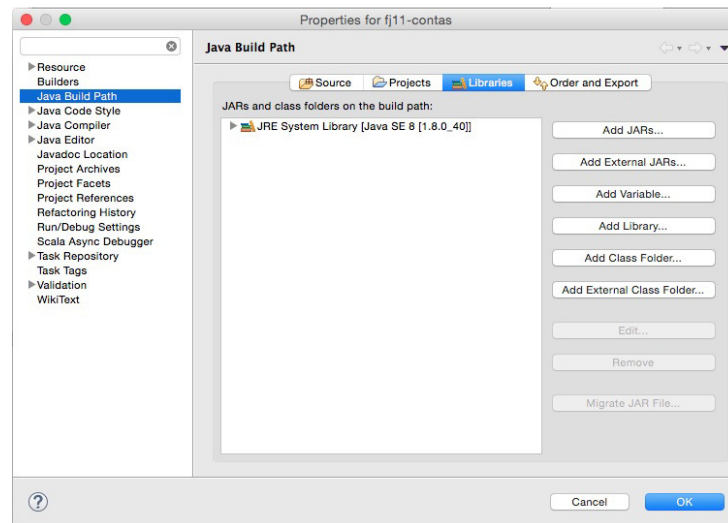 Properties for fj11-contas
Java Build Path
Resource
Builders
Java Build Path
Java Code Style
Java Compiler
Java Editor
Javadoc Location
Project Archives
Project Facets
Project References
Refactoring History
Run/Debug Settings
Scala Async Debugger
Task Repository
Task Tags
Validation
WikiText
Source
Projects
Libraries
Order and Export
JARs and class folders on the build path:
JRE System Library [Java SE 8 [1.8.0_40]]
Add JARs...
Add External JARs...
Add Variable...
Add Library...
Add Class Folder...
Add External Class Folder...
Edit...
Remove
Migrate JAR File...
?
Cancel
OK